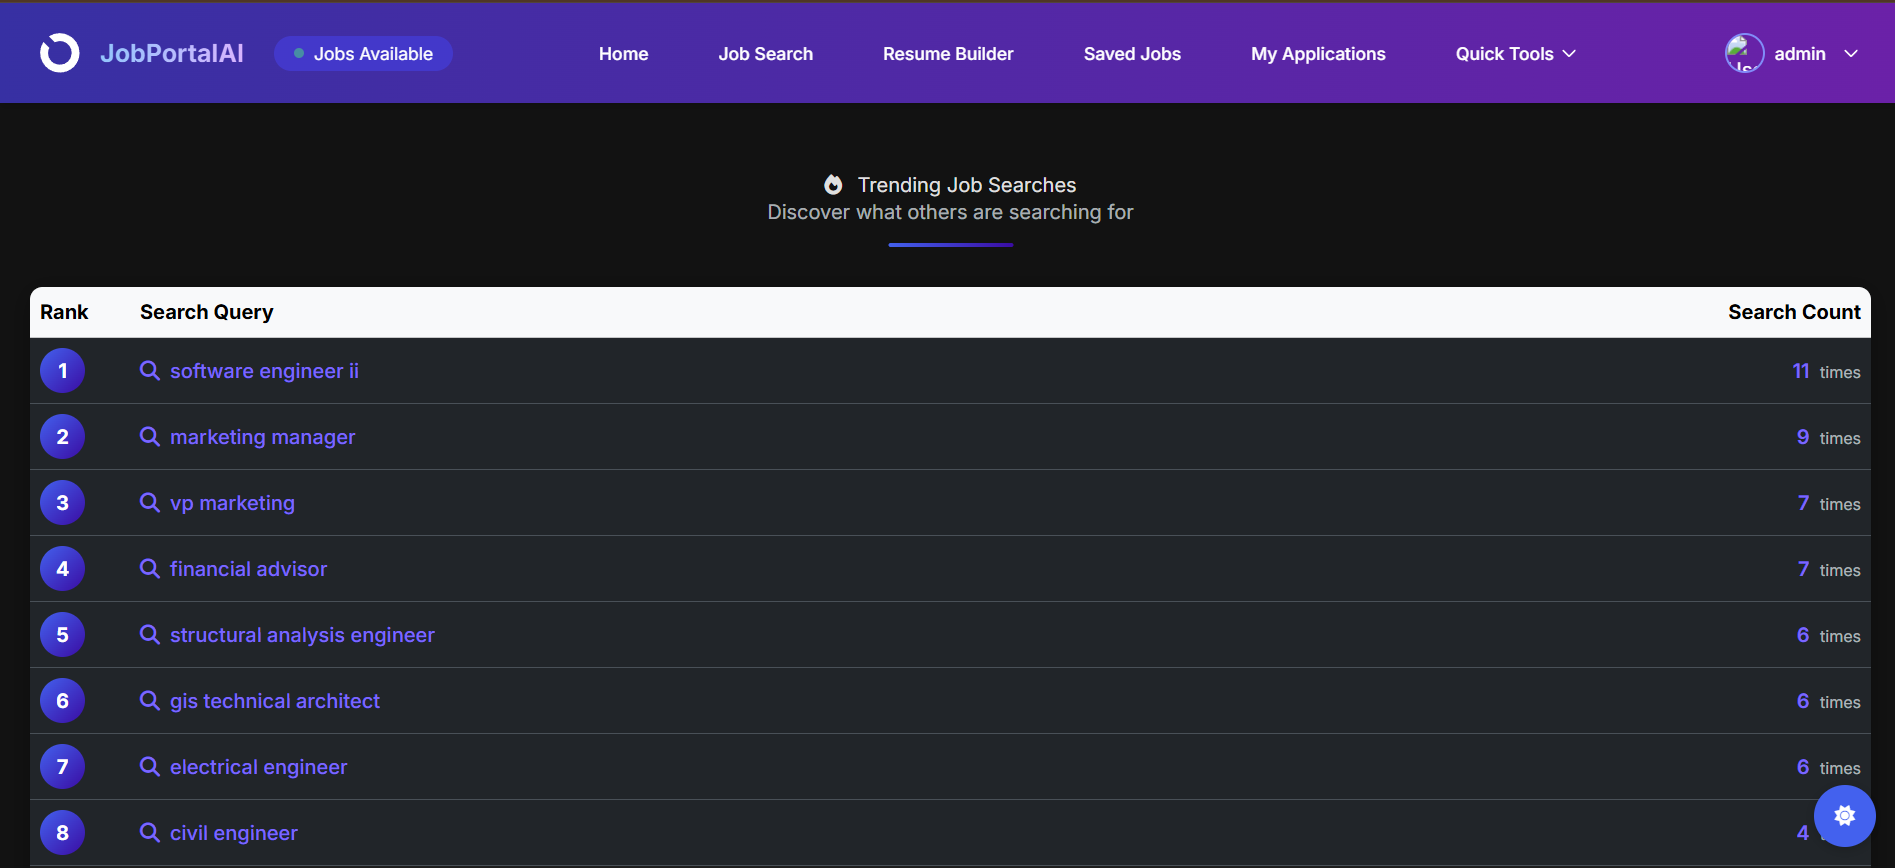 JobPortalAI Jobs Available Home Job Search Resume Builder Saved Jobs My Applications Quick Tools admin
Trending Job Searches
Discover what others are searching for
Rank Search Query Search Count
1 software engineer ii 11 times
2 marketing manager 9 times
3 vp marketing 7 times
4 financial advisor 7 times
5 structural analysis engineer 6 times
6 gis technical architect 6 times
7 electrical engineer 6 times
8 civil engineer 4